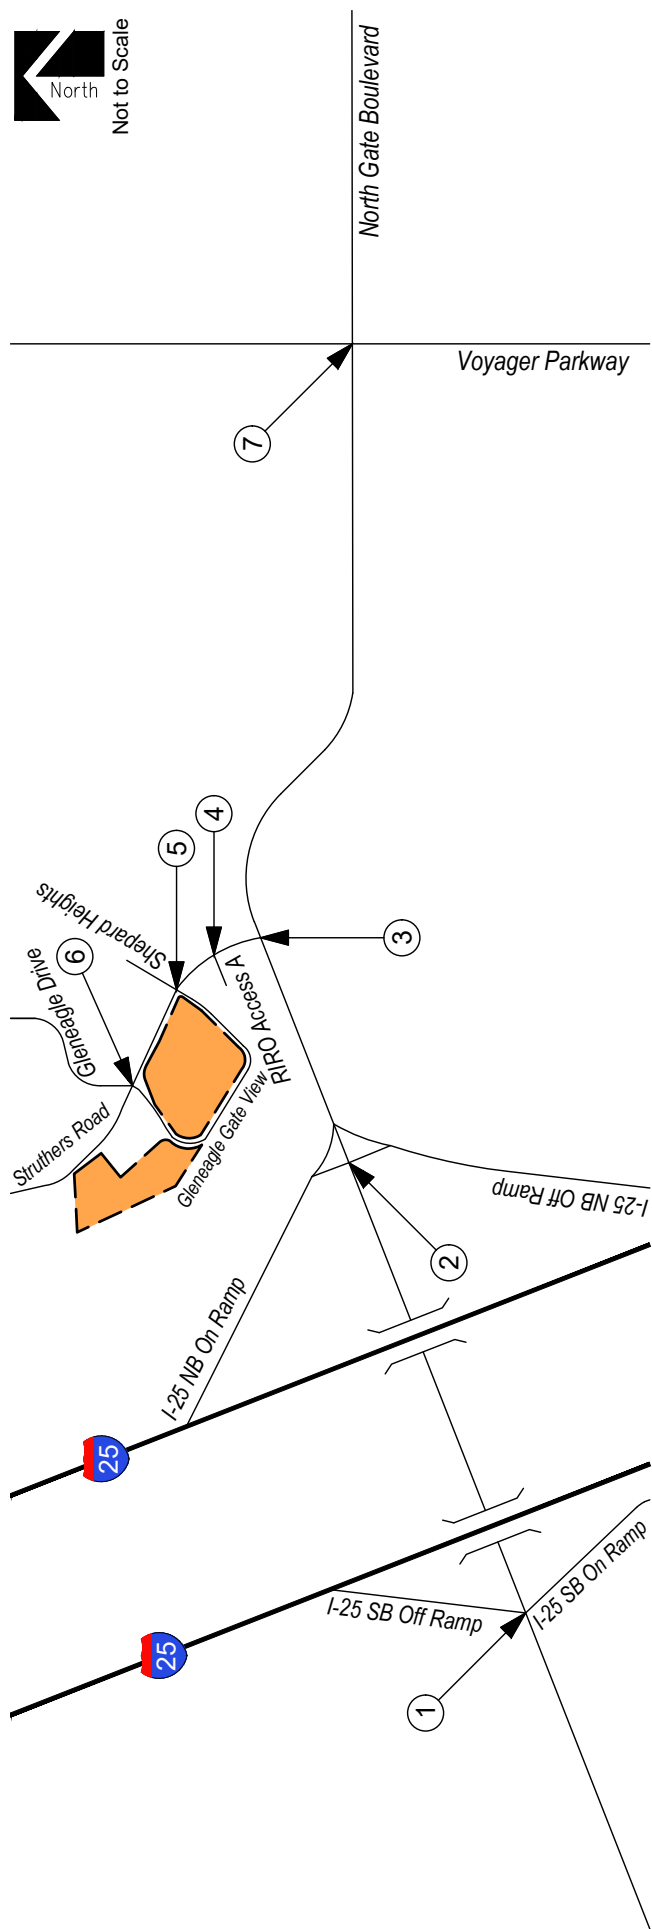 North
Not to Scale
North Gate Boulevard
Voyager Parkway
7
4
5
Shepard Heights
3
6
Gleneagle Drive
RIRO Access A
Struthers Road
Gleneagle Gate View
I-25 NB Off Ramp
2
I-25 NB On Ramp
25
I-25 SB On Ramp
I-25 SB Off Ramp
25
1